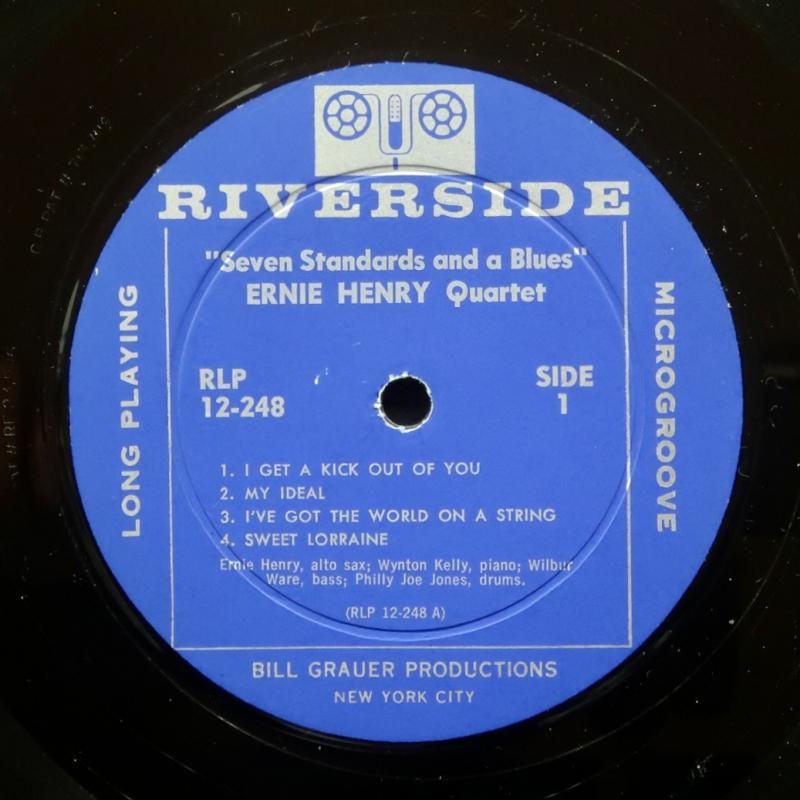 RIVERSIDE
"Seven Standards and a Blues"
ERNIE HENRY Quartet
LONG PLAYING
MICROGROOVE
RLP
12-248
SIDE
1
1. I GET A KICK OUT OF YOU
2. MY IDEAL
3. I'VE GOT THE WORLD ON A STRING
4. SWEET LORRAINE
Ernie Henry, alto sax; Wynton Kelly, piano; Wilbur
Ware, bass; Philly Joe Jones, drums.
(RLP 12-248 A)
BILL GRAUER PRODUCTIONS
NEW YORK CITY